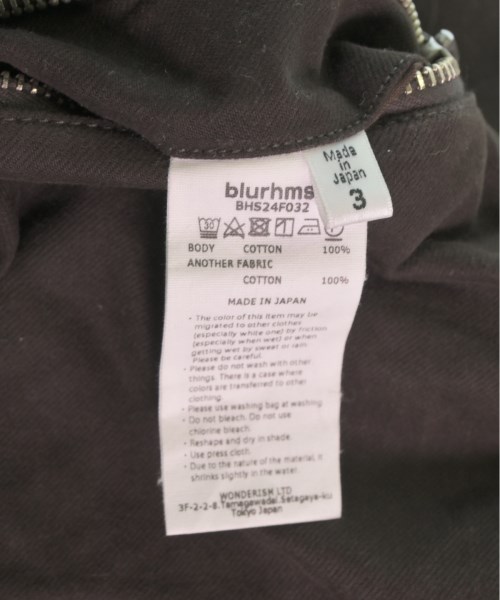 Made
in
Japan
3
blurhms
BHS24F032
30
BODY COTTON 100%
ANOTHER FABRIC
COTTON 100%
MADE IN JAPAN
• The color of this item may be
migrated to other clothes
(especially white one) by friction
(especially when wet) or when
getting wet by sweat or rain.
Please be careful.
• Please do not wash with other
things. There is a case where
colors are transferred to other
clothing.
• Please use washing bag at washing.
• Do not bleach. Do not use
chlorine bleach.
• Reshape and dry in shade.
• Use press cloth.
• Due to the nature of the material, it
shrinks slightly in the water.
WONDERISM LTD
3F-2-2-8.Tamagawadai.Setagaya-ku
Tokyo Japan